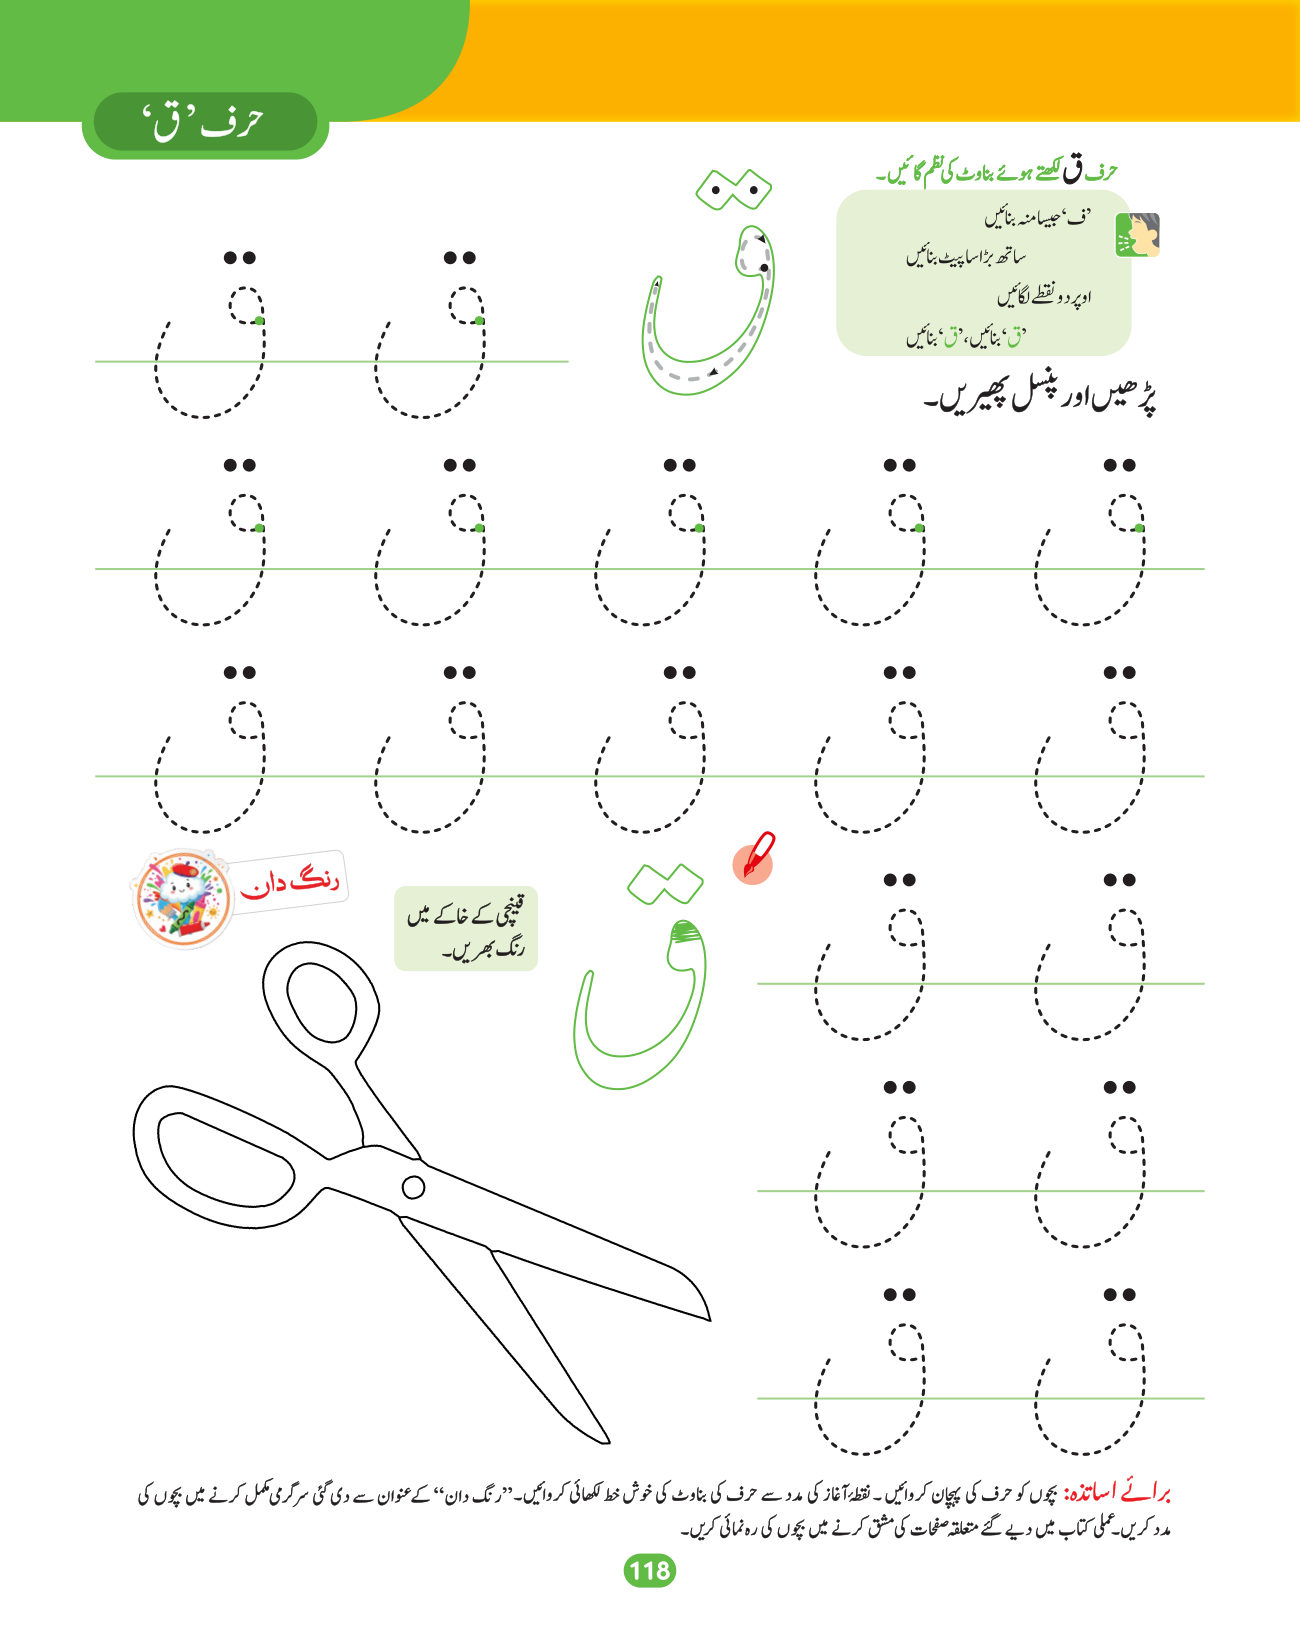 حرف ’ق‘
حرف ق لکھتے ہوئے بناوٹ کی نظم گائیں۔
’ف‘ جیسا منہ بنائیں
ساتھ بڑا سا پیٹ بنائیں
اوپر دو نقطے لگائیں
’ق‘ بنائیں، ’ق‘ بنائیں
پڑھیں اور پنسل پھیریں۔
ق
ق ق
ق ق ق ق ق
ق ق ق ق ق
ق ق
ق
رنگ دان
قینچی کے خاکے میں
رنگ بھریں۔
ق ق
ق ق
برائے اساتذہ: بچوں کو حرف کی پہچان کروائیں۔ نقطۂ آغاز کی مدد سے حرف کی بناوٹ کی خوش خط لکھائی کروائیں۔ ”رنگ دان“ کے عنوان سے دی گئی سرگرمی مکمل کرنے میں بچوں کی
مدد کریں۔ عملی کتاب میں دیے گئے متعلقہ صفحات کی مشق کرنے میں بچوں کی رہ نمائی کریں۔
118